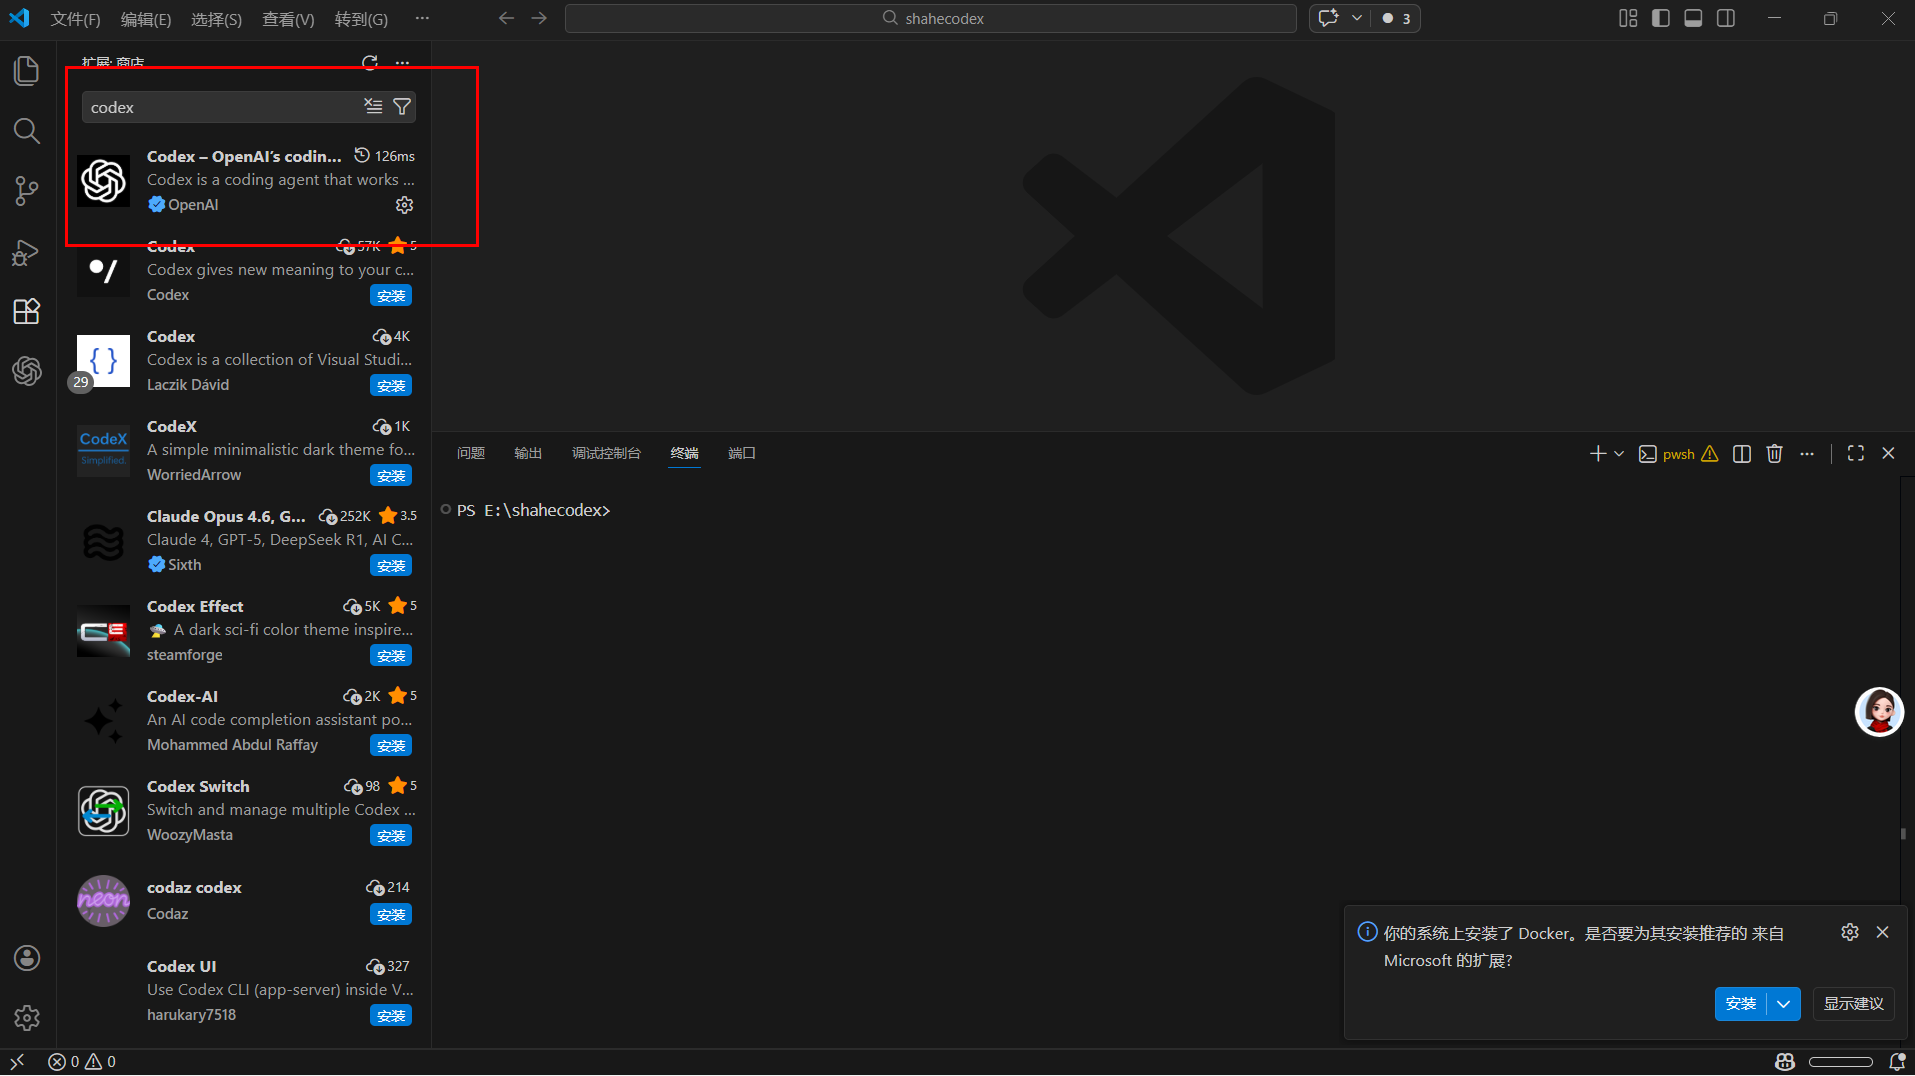 文件(F) 编辑(E) 选择(S) 查看(V) 转到(G) ···
shahecodex
3
扩展: 商店
codex
Codex – OpenAI’s codin... 126ms
Codex is a coding agent that works ...
OpenAI
Codex 57K 5
Codex gives new meaning to your c...
Codex 安装
Codex 4K
Codex is a collection of Visual Studi...
Laczik Dávid 安装
29
CodeX 1K
A simple minimalistic dark theme fo...
WorriedArrow 安装
CodeX
Simplified.
Claude Opus 4.6, G... 252K 3.5
Claude 4, GPT-5, DeepSeek R1, AI C...
Sixth 安装
Codex Effect 5K 5
A dark sci-fi color theme inspire...
steamforge 安装
Codex-AI 2K 5
An AI code completion assistant po...
Mohammed Abdul Raffay 安装
Codex Switch 98 5
Switch and manage multiple Codex ...
WoozyMasta 安装
neon
codaz codex 214
Codaz 安装
Codex UI 327
Use Codex CLI (app-server) inside V...
harukary7518 安装
问题 输出 调试控制台 终端 端口
pwsh
PS E:\shahecodex>
你的系统上安装了 Docker。是否要为其安装推荐的 来自
Microsoft 的扩展?
安装 显示建议
0 0